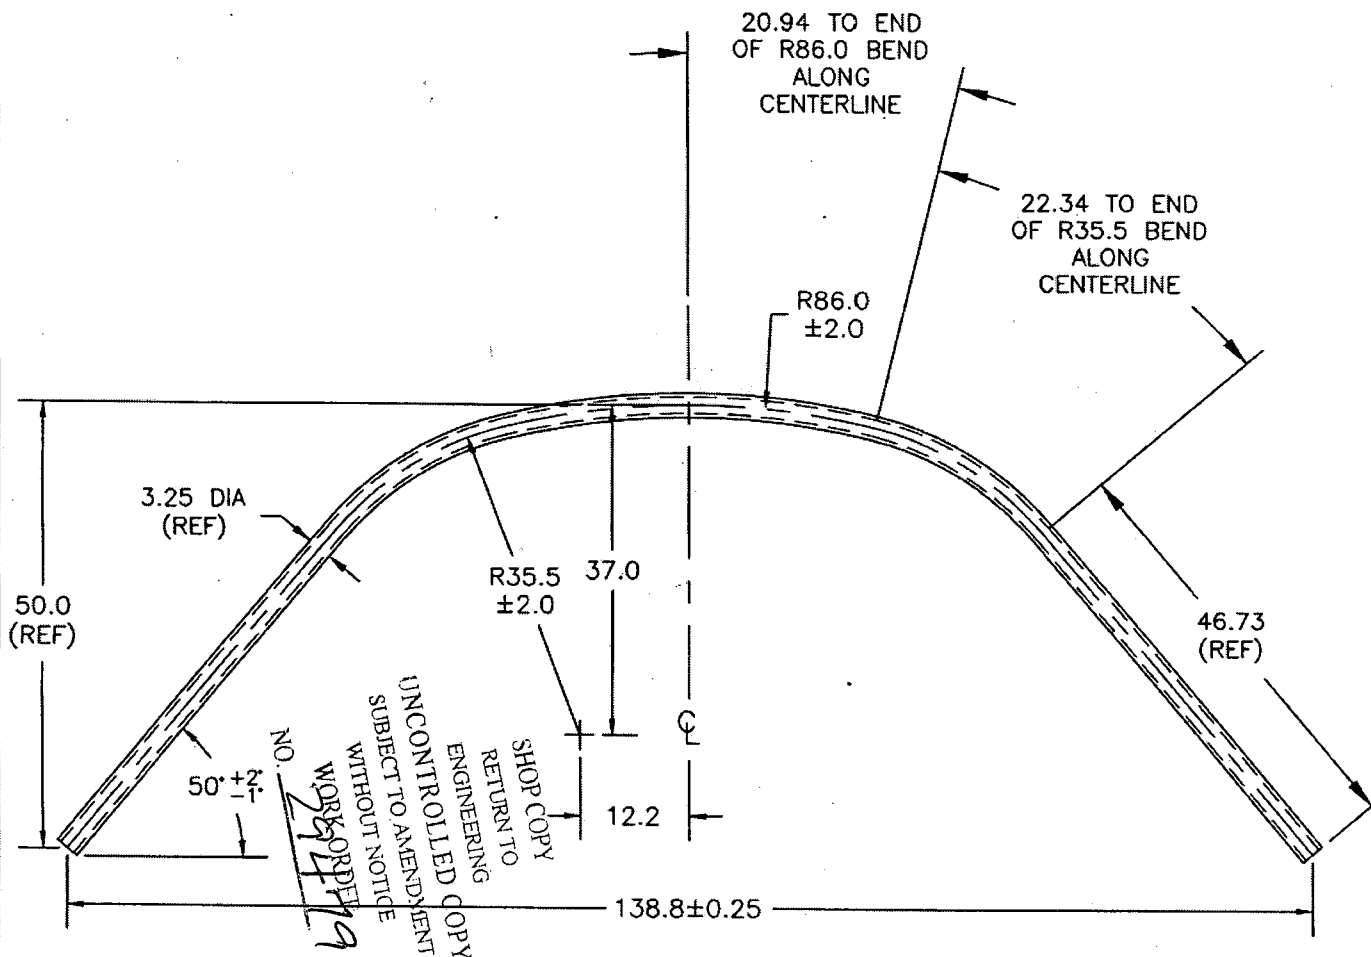 20.94 TO END
OF R86.0 BEND
ALONG
CENTERLINE
22.34 TO END
OF R35.5 BEND
ALONG
CENTERLINE
R86.0
±2.0
3.25 DIA
(REF)
R35.5
±2.0
37.0
50.0
(REF)
46.73
(REF)
50° +2°
-1°
12.2
138.8±0.25
SHOP COPY
RETURN TO
ENGINEERING
UNCONTROLLED COPY
SUBJECT TO AMENDMENT
WITHOUT NOTICE
WORK ORDER
NO.